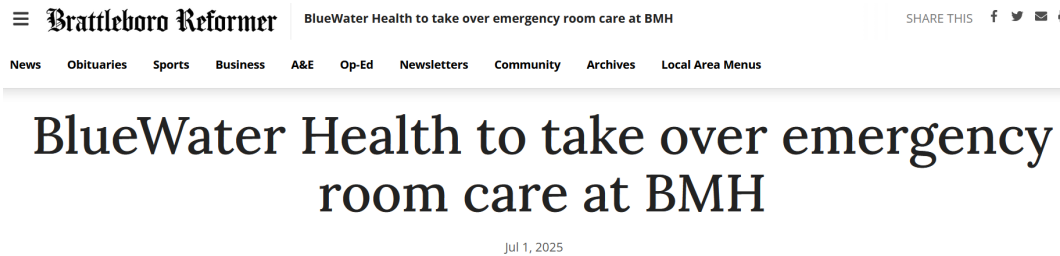 Brattleboro Reformer BlueWater Health to take over emergency room care at BMH SHARE THIS
News Obituaries Sports Business A&E Op-Ed Newsletters Community Archives Local Area Menus
BlueWater Health to take over emergency
room care at BMH
Jul 1, 2025